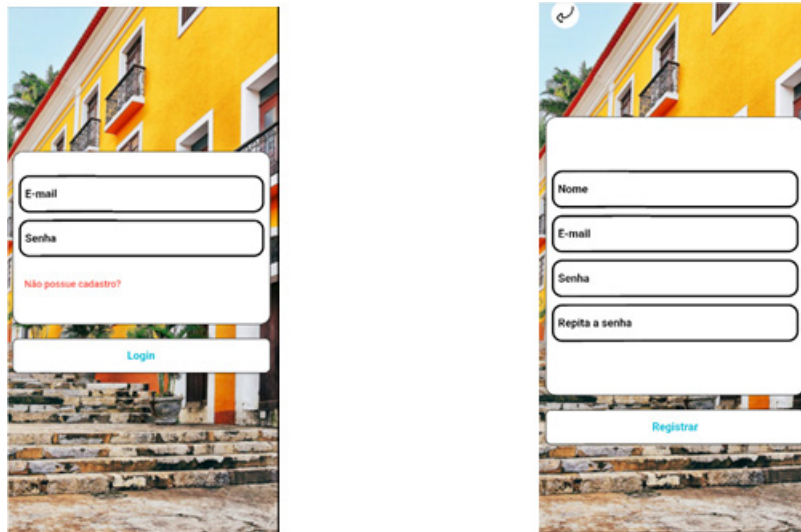 E-mail
Senha
Não possue cadastro?
Login
Nome
E-mail
Senha
Repita a senha
Registrar